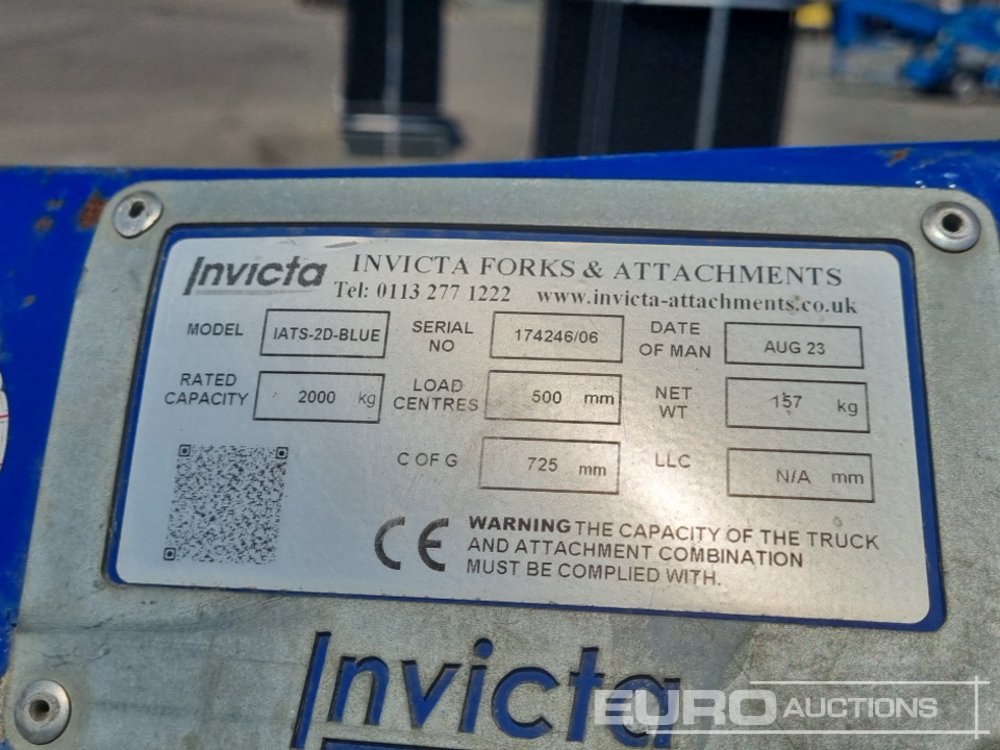 Invicta INVICTA FORKS & ATTACHMENTS
Tel: 0113 277 1222 www.invicta-attachments.co.uk
MODEL IATS-2D-BLUE SERIAL NO 174246/06 DATE OF MAN AUG 23
RATED CAPACITY 2000 kg LOAD CENTRES 500 mm NET WT 157 kg
C OF G 725 mm LLC N/A mm
CE WARNING THE CAPACITY OF THE TRUCK
AND ATTACHMENT COMBINATION
MUST BE COMPLIED WITH.
Invicta
EURO AUCTIONS